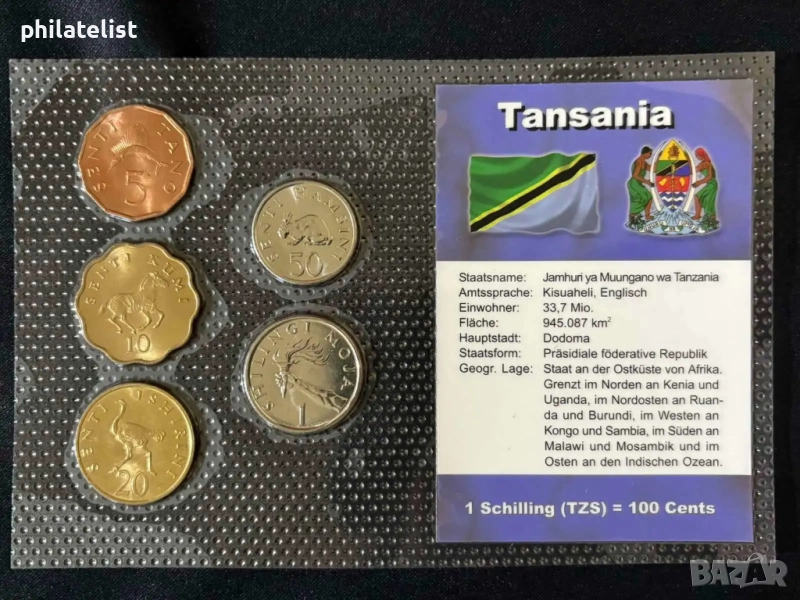 philatelist
SENTI TANO
5
SENTI KUMI
10
SENTI ISHIRINI
20
SENTI HAMSINI
50
SHILINGI MOJA
1
Tansania
Staatsname: Jamhuri ya Muungano wa Tanzania
Amtssprache: Kisuaheli, Englisch
Einwohner: 33,7 Mio.
Fläche: 945.087 km²
Hauptstadt: Dodoma
Staatsform: Präsidiale föderative Republik
Geogr. Lage: Staat an der Ostküste von Afrika.
Grenzt im Norden an Kenia und
Uganda, im Nordosten an Ruan-
da und Burundi, im Westen an
Kongo und Sambia, im Süden an
Malawi und Mosambik und im
Osten an den Indischen Ozean.
1 Schilling (TZS) = 100 Cents
BAZAR